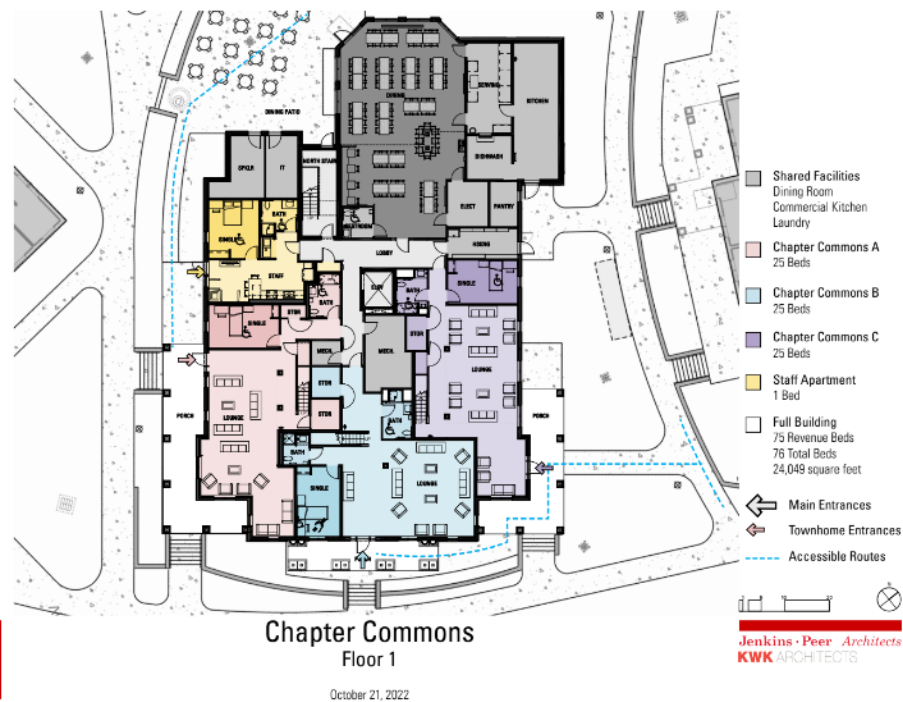 DINING
SERVING
KITCHEN
DINING PATIO
NORTH STAIR
DISHWASH
SPKLR
IT
ELECT
PANTRY
BATH
RESTROOM
SINGLE
LOBBY
STAFF
ELEV
BATH
SINGLE
BATH
STOR
SINGLE
STOR
MECH.
MECH.
LOUNGE
STOR
PORCH
LOUNGE
STOR
BATH
PORCH
BATH
SINGLE
LOUNGE
Shared Facilities
Dining Room
Commercial Kitchen
Laundry
Chapter Commons A
25 Beds
Chapter Commons B
25 Beds
Chapter Commons C
25 Beds
Staff Apartment
1 Bed
Full Building
75 Revenue Beds
76 Total Beds
24,049 square feet
Main Entrances
Townhome Entrances
Accessible Routes
Jenkins · Peer Architects
KWK ARCHITECTS
Chapter Commons
Floor 1
October 21, 2022